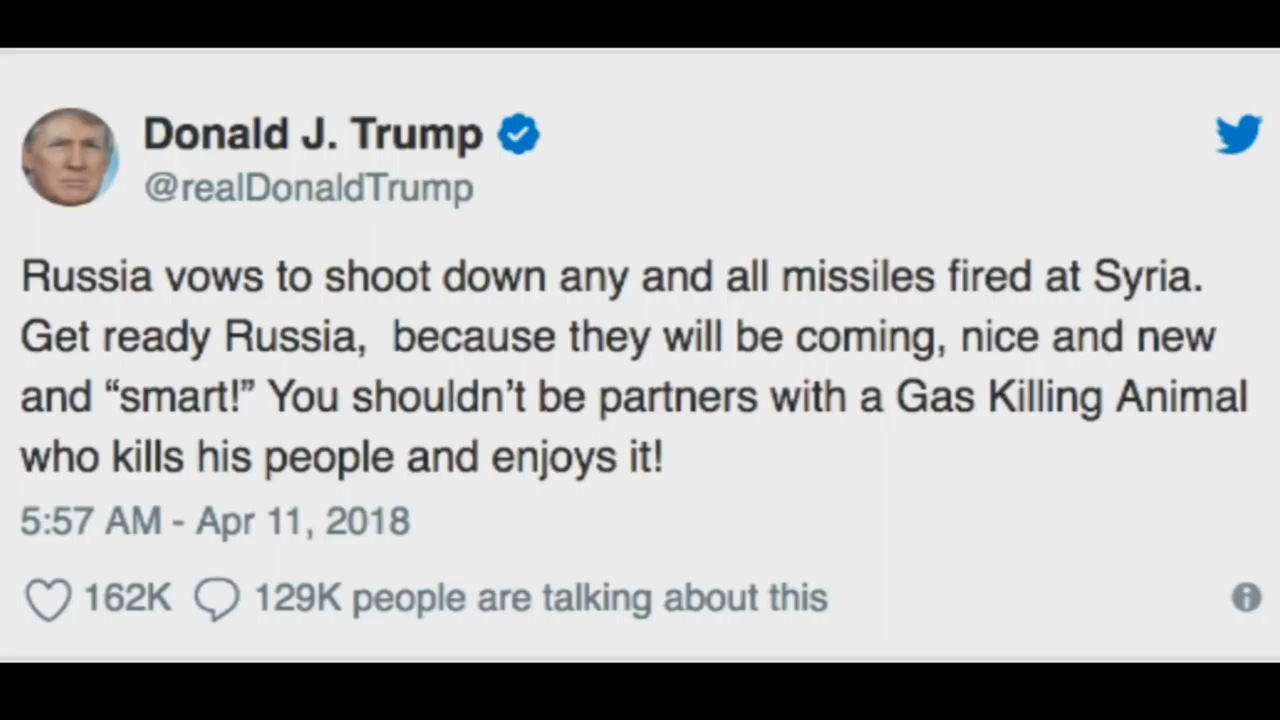 Donald J. Trump
@realDonaldTrump
Russia vows to shoot down any and all missiles fired at Syria.
Get ready Russia,  because they will be coming, nice and new
and “smart!” You shouldn’t be partners with a Gas Killing Animal
who kills his people and enjoys it!
5:57 AM - Apr 11, 2018
162K 129K people are talking about this